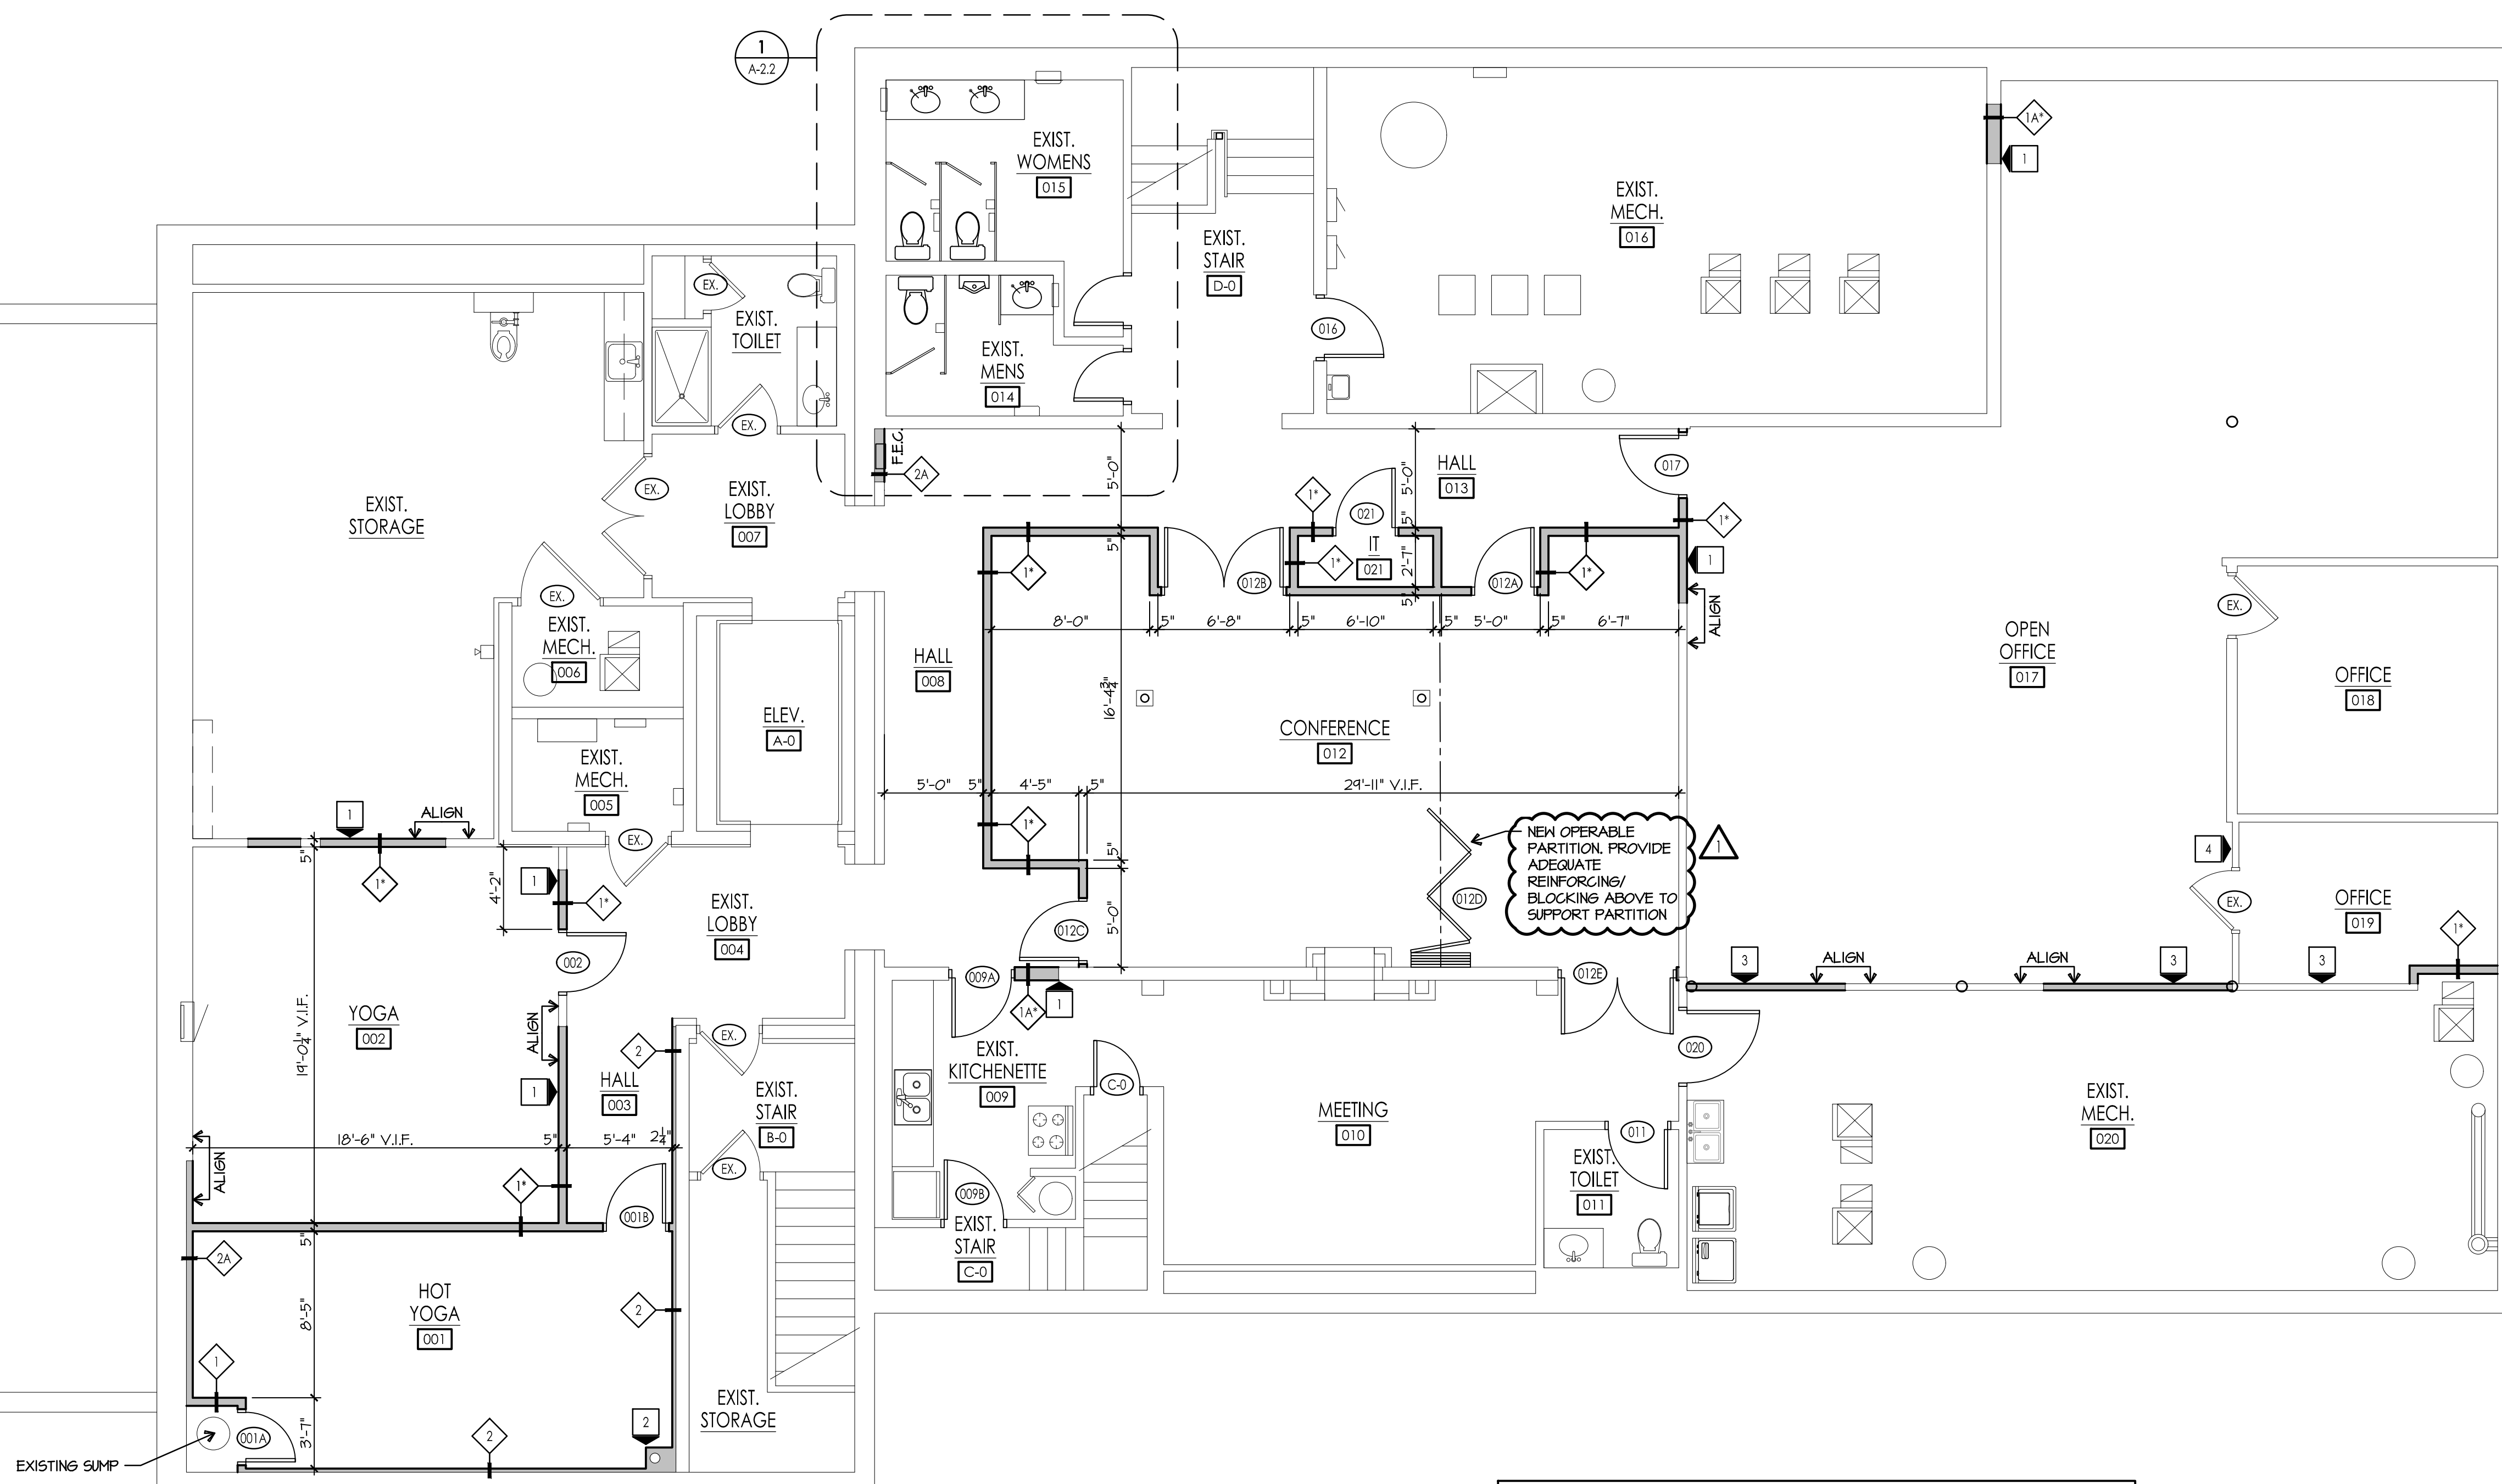 1
A-2.2
EXIST.
WOMENS
015
1A*
1
EXIST.
MECH.
016
EXIST.
STAIR
D-0
EX.
EXIST.
TOILET
016
EXIST.
MENS
014
EX.
F.E.C.
2A
5'-0"
5'-0"
HALL
013
017
EX.
EXIST.
LOBBY
007
EXIST.
STORAGE
1*
021
5"
1*
5"
1*
IT
021
1*
2'-7"
012B
012A
1*
1
5"
ALIGN
EX.
EX.
EXIST.
MECH.
006
8'-0"
5"
6'-8"
5"
6'-10"
5"
5'-0"
5"
6'-7"
OPEN
OFFICE
017
HALL
008
16'-4 3/4"
OFFICE
018
ELEV.
A-0
CONFERENCE
012
EXIST.
MECH.
005
5'-0"
5"
4'-5"
5"
29'-11" V.I.F.
1
ALIGN
1*
EX.
5"
5"
NEW OPERABLE
PARTITION. PROVIDE
ADEQUATE
REINFORCING/
BLOCKING ABOVE TO
SUPPORT PARTITION
1
4
1*
4'-2"
1
1*
EXIST.
LOBBY
004
012D
EX.
OFFICE
019
1*
5'-0"
012C
002
009A
012E
3
ALIGN
ALIGN
3
3
YOGA
002
19'-0 1/4" V.I.F.
ALIGN
1A*
1
EX.
2
020
EXIST.
KITCHENETTE
009
C-0
HALL
003
1
EXIST.
STAIR
B-0
EXIST.
MECH.
020
MEETING
010
18'-6" V.I.F.
5"
5'-4"
2 1/4"
011
ALIGN
EX.
EXIST.
TOILET
011
1*
009B
001B
5"
EXIST.
STAIR
C-0
2A
HOT
YOGA
001
8'-5"
2
1
EXIST.
STORAGE
2
3'-7"
001A
2
EXISTING SUMP